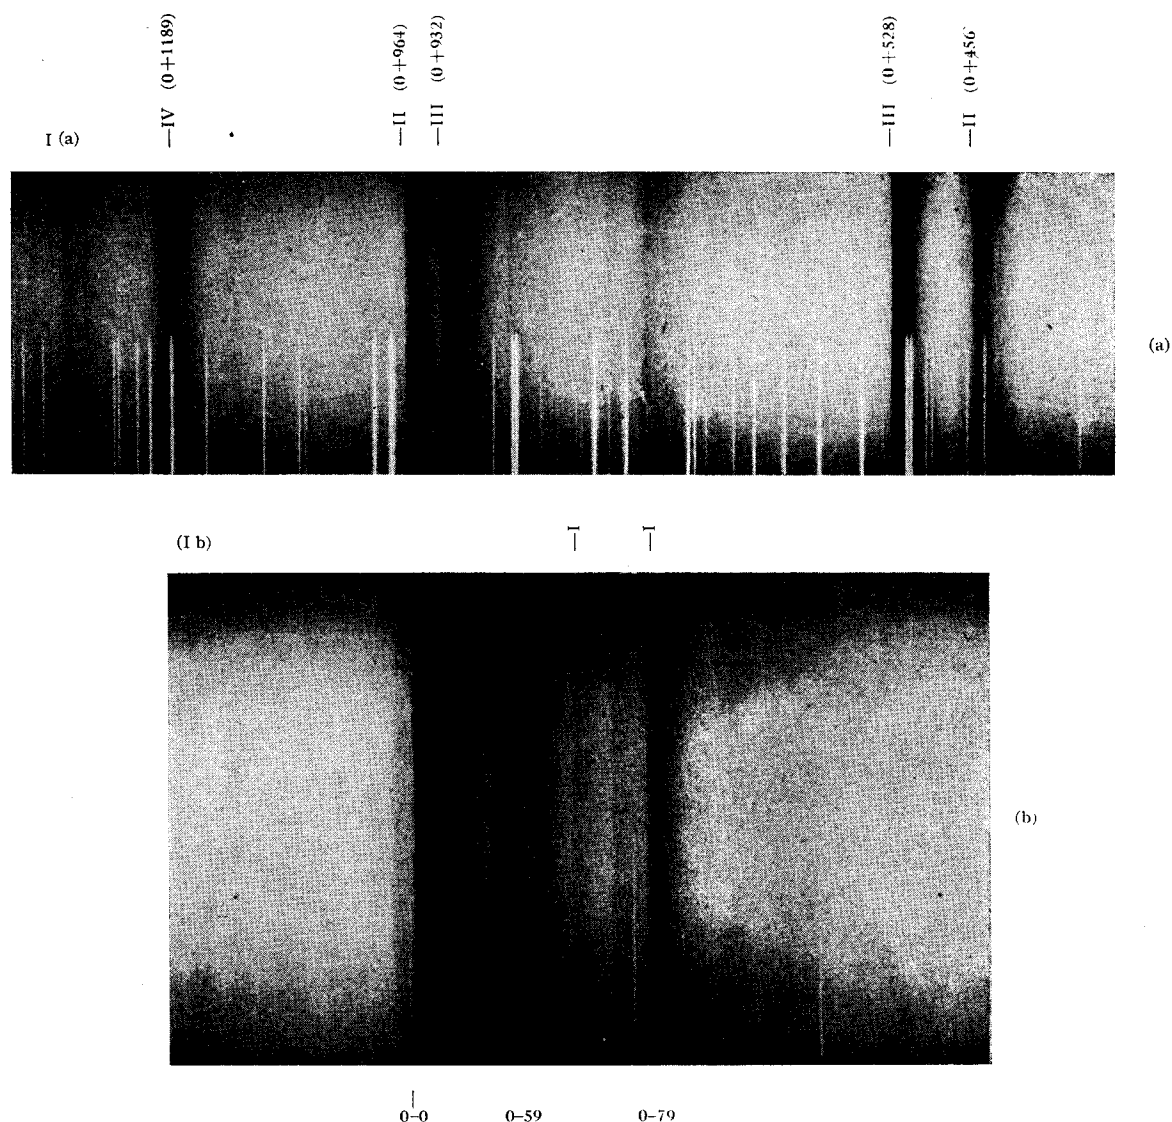 —IV (0+1189)
—II (0+964)
—III (0+932)
—III (0+528)
—II (0+456)
I (a)
(a)
(I b)
—I
—I
(b)
0–0
0–59
0–79